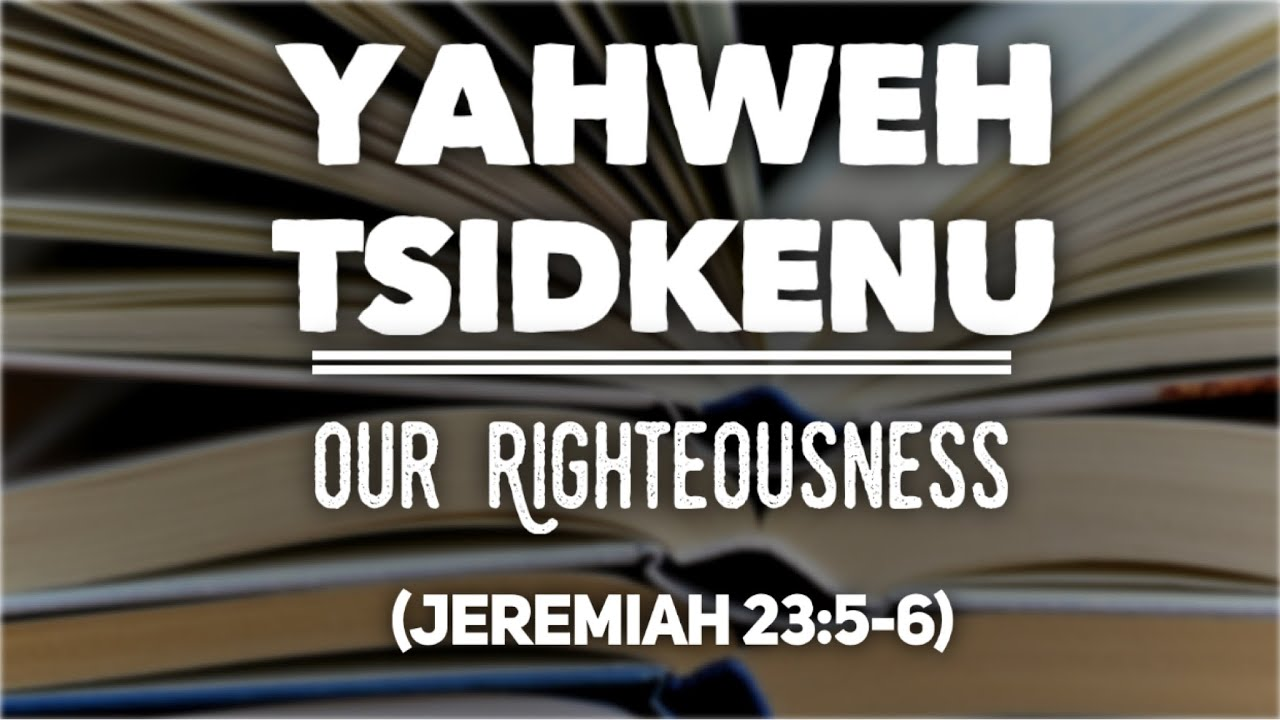 YAHWEH
TSIDKENU
OUR RIGHTEOUSNESS
(JEREMIAH 23:5-6)